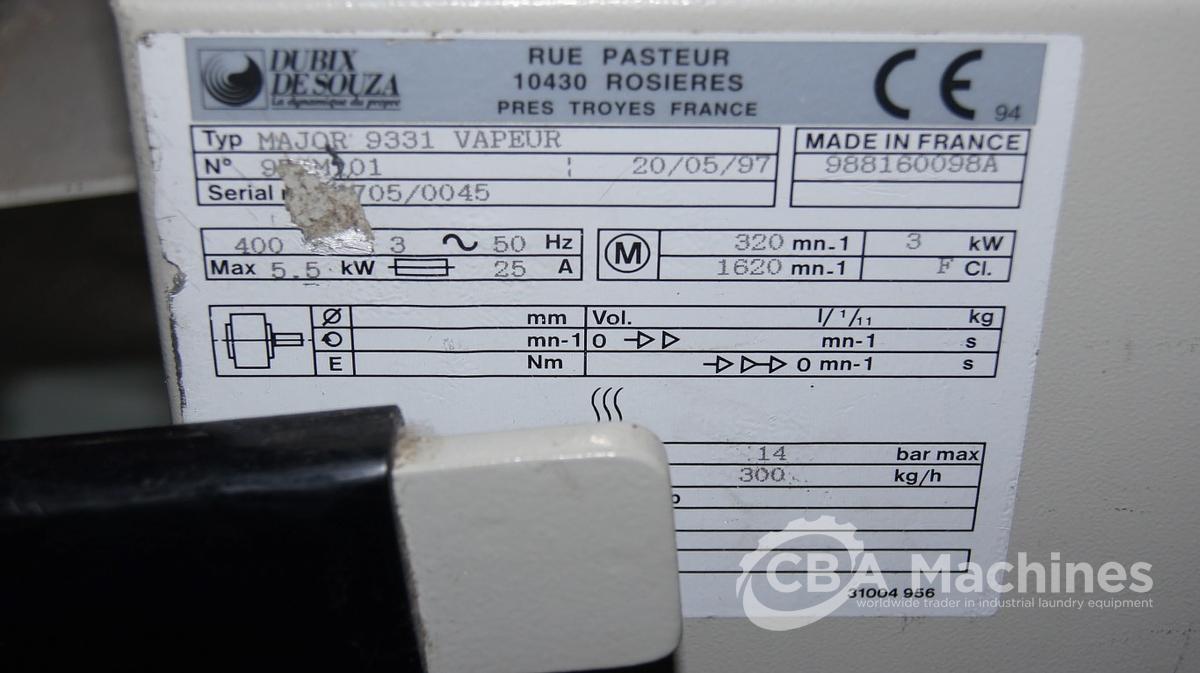 DUBIX
DE SOUZA
La dynamique du propre
RUE PASTEUR
10430 ROSIERES
PRES TROYES FRANCE
CE 94
Typ MAJOR 9331 VAPEUR
N° 20/05/97
Serial 705/0045
MADE IN FRANCE
988160098A
400 3 ~ 50 Hz
Max 5.5 kW 25 A
M 320 mn-1 3 kW
1620 mn-1 F Cl.
Ø mm Vol. l/ 1/11 kg
mn-1 0 mn-1 s
E Nm 0 mn-1 s
14 bar max
300 kg/h
31004 956
CBA Machines
worldwide trader in industrial laundry equipment